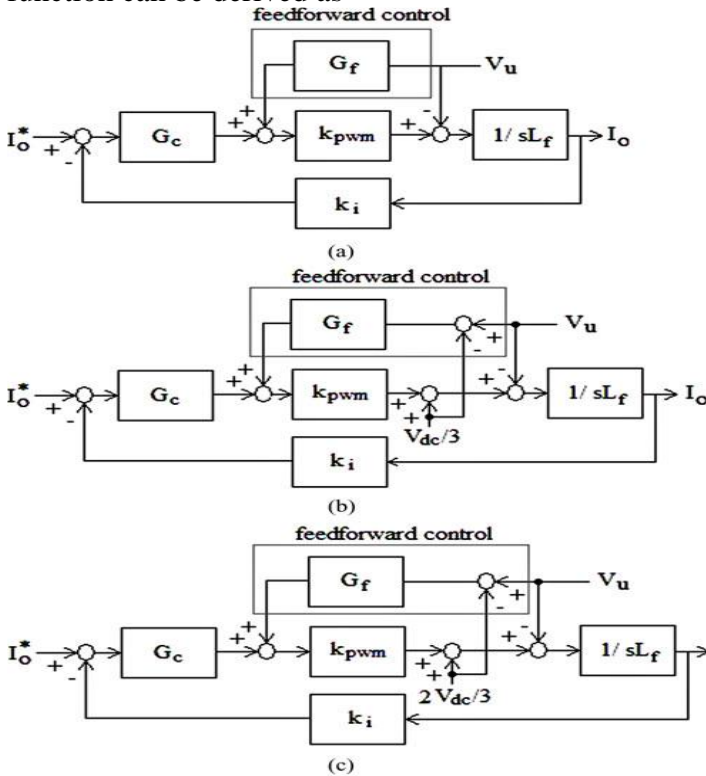 function can be derived as
feedforward control
G_f
V_u
I_o^*
+
-
G_c
+
+
k_pwm
+
-
1/ sL_f
I_o
k_i
(a)
feedforward control
G_f
+
-
V_u
I_o^*
+
-
G_c
+
+
k_pwm
+
+
V_dc/3
+
-
1/ sL_f
I_o
k_i
(b)
feedforward control
G_f
+
-
V_u
I_o^*
+
-
G_c
+
+
k_pwm
+
+
2 V_dc/3
+
-
1/ sL_f
k_i
(c)